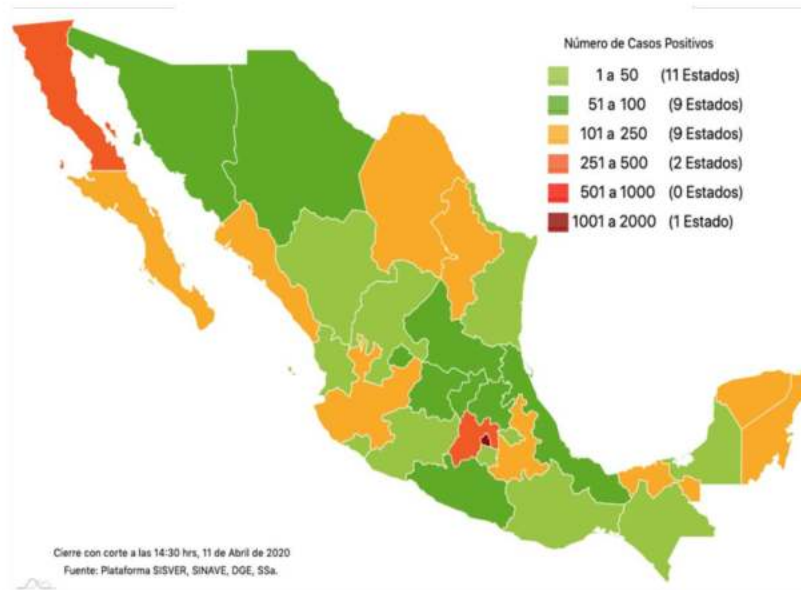 Número de Casos Positivos
1 a 50 (11 Estados)
51 a 100 (9 Estados)
101 a 250 (9 Estados)
251 a 500 (2 Estados)
501 a 1000 (0 Estados)
1001 a 2000 (1 Estado)
Cierre con corte a las 14:30 hrs, 11 de Abril de 2020
Fuente: Plataforma SISVER, SINAVE, DGE, SSa.